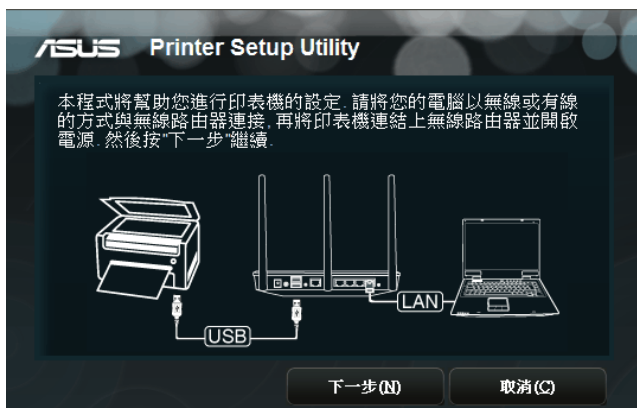 ASUS Printer Setup Utility
本程式將幫助您進行印表機的設定. 請將您的電腦以無線或有線
的方式與無線路由器連接, 再將印表機連結上無線路由器並開啟
電源. 然後按"下一步"繼續.
LAN
USB
下一步(N)
取消(C)